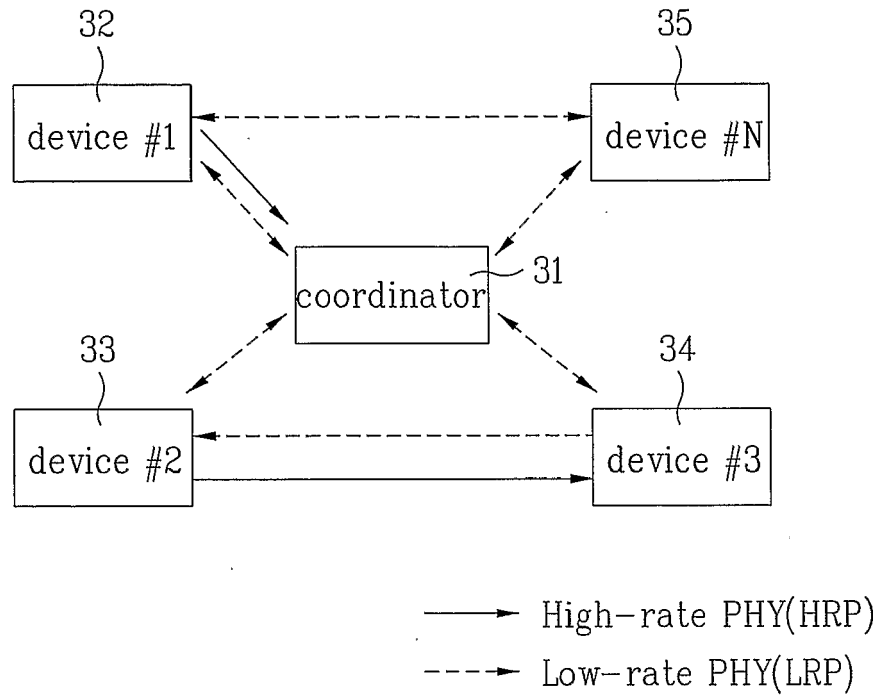 32
35
device #1
device #N
31
coordinator
33
34
device #2
device #3
High-rate PHY(HRP)
Low-rate PHY(LRP)